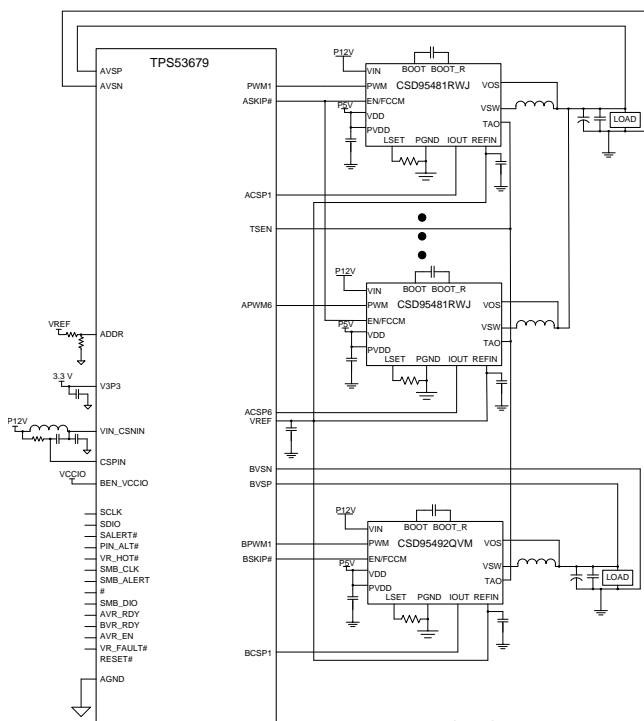 TPS53679
AVSP
AVSN
PWM1
ASKIP#
ACSP1
TSEN
APWM6
VREF
ADDR
3.3 V
V3P3
P12V
VIN_CSNIN
CSPIN
VCCIO
BEN_VCCIO
SCLK
SDIO
SALERT#
PIN_ALT#
VR_HOT#
SMB_CLK
SMB_ALERT
#
SMB_DIO
AVR_RDY
BVR_RDY
AVR_EN
VR_FAULT#
RESET#
AGND
ACSP6
VREF
BVSN
BVSP
BPWM1
BSKIP#
BCSP1
P12V
VIN
BOOT BOOT_R
CSD95481RWJ
VOS
PWM
P5V
EN/FCCM
VSW
VDD
TAO
PVDD
LSET PGND IOUT REFIN
LOAD
P12V
VIN
BOOT BOOT_R
CSD95481RWJ
VOS
PWM
P5V
EN/FCCM
VSW
VDD
TAO
PVDD
LSET PGND IOUT REFIN
P12V
VIN
BOOT BOOT_R
CSD95492QVM
VOS
PWM
P5V
EN/FCCM
VSW
VDD
TAO
PVDD
LSET PGND IOUT REFIN
LOAD